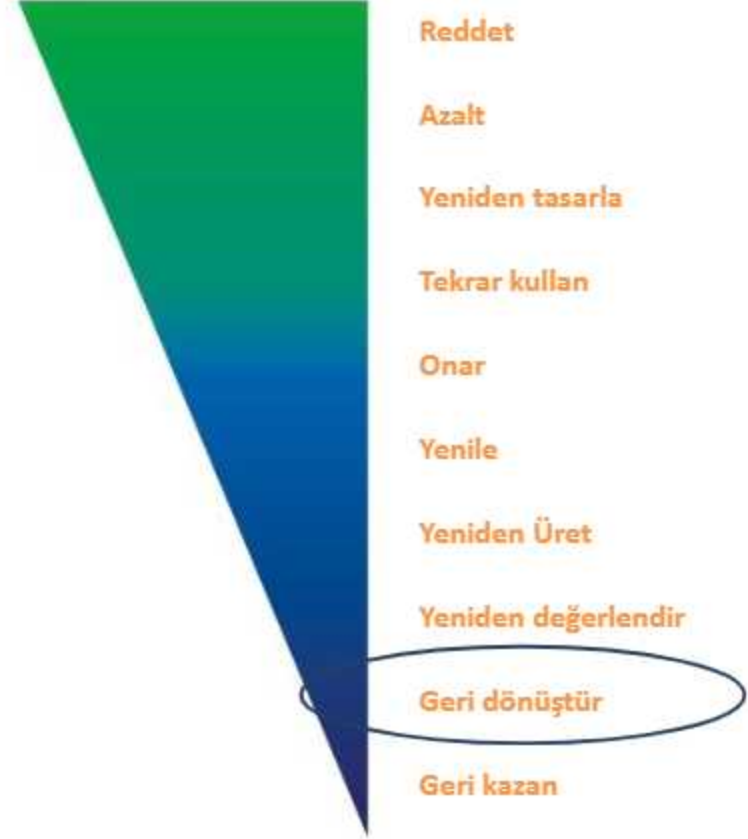 Reddet
Azalt
Yeniden tasarla
Tekrar kullan
Onar
Yenile
Yeniden Üret
Yeniden değerlendir
Geri dönüştür
Geri kazan